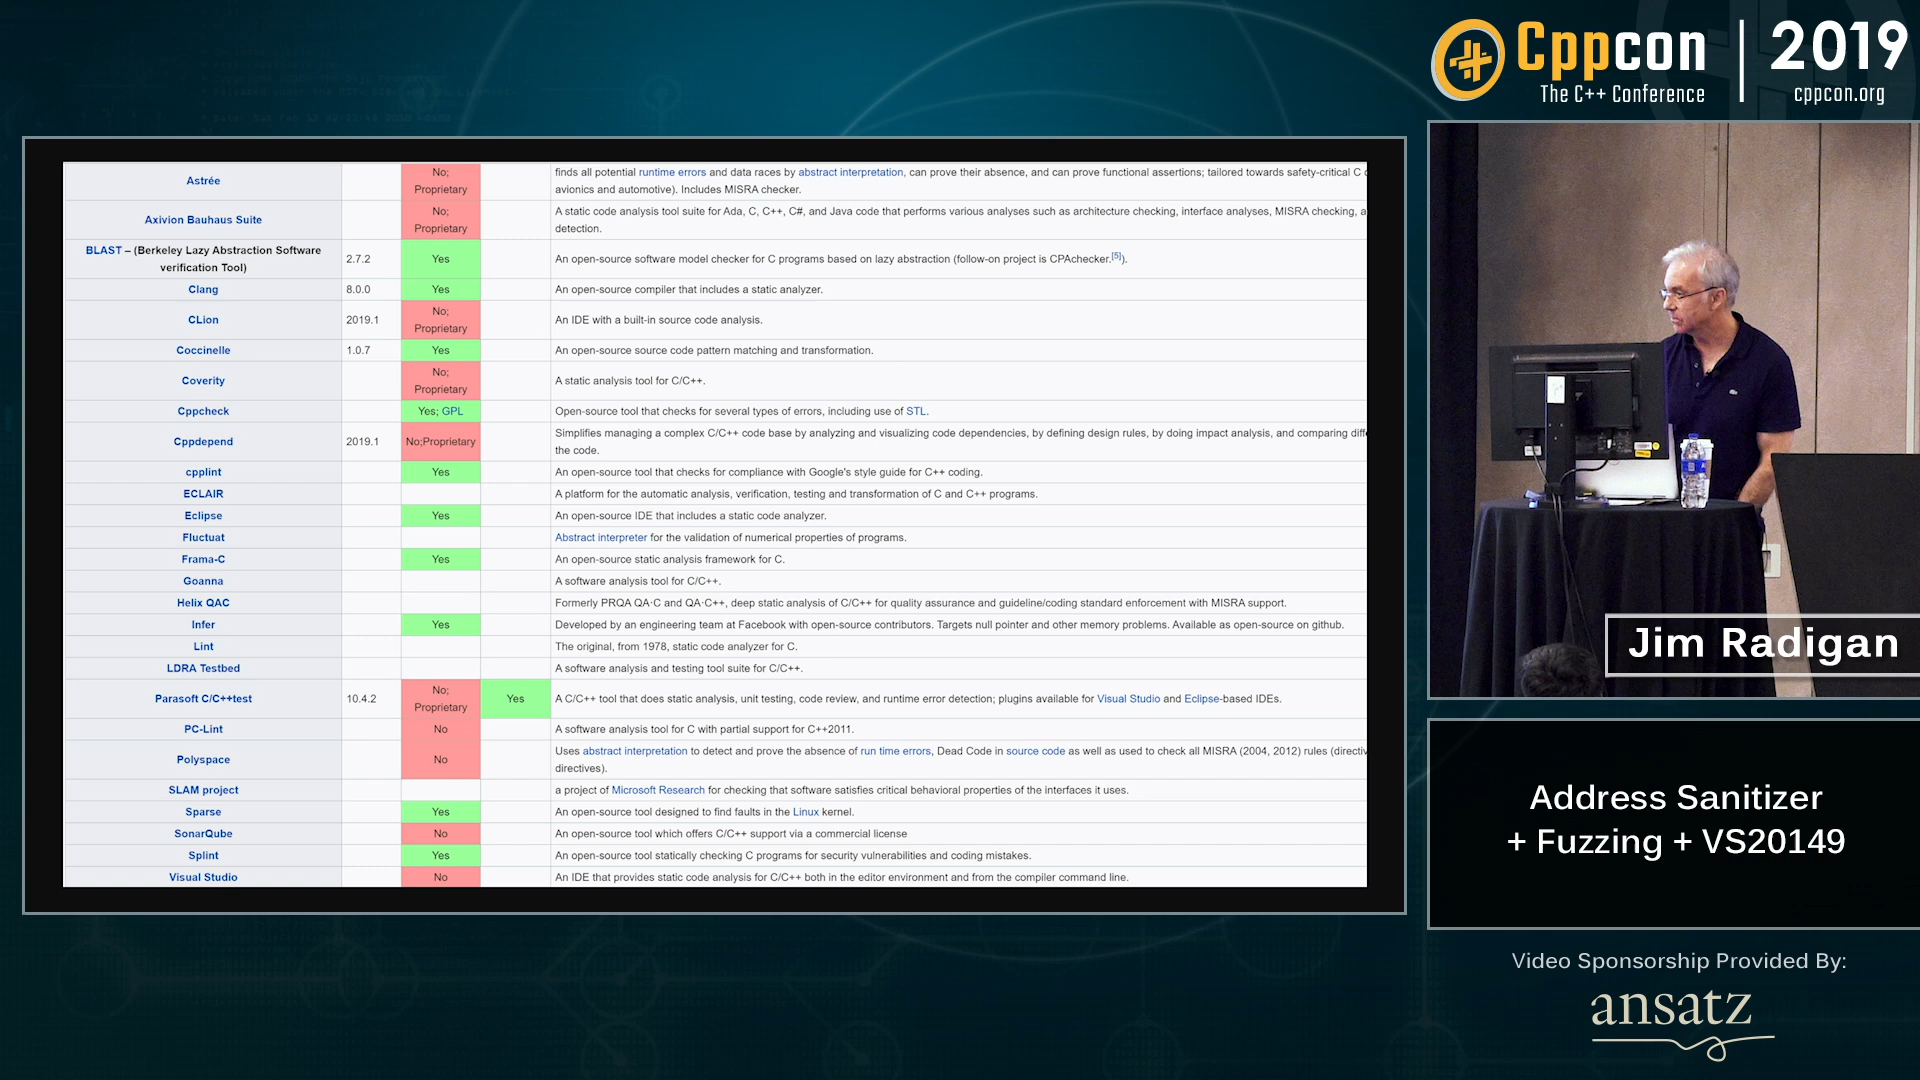 Cppcon
The C++ Conference
2019
cppcon.org
Astrée
No;
Proprietary
finds all potential runtime errors and data races by abstract interpretation, can prove their absence, and can prove functional assertions; tailored towards safety-critical C
avionics and automotive). Includes MISRA checker.
Axivion Bauhaus Suite
No;
Proprietary
A static code analysis tool suite for Ada, C, C++, C#, and Java code that performs various analyses such as architecture checking, interface analyses, MISRA checking, a
detection.
BLAST – (Berkeley Lazy Abstraction Software
verification Tool)
2.7.2
Yes
An open-source software model checker for C programs based on lazy abstraction (follow-on project is CPAchecker.[5]).
Clang
8.0.0
Yes
An open-source compiler that includes a static analyzer.
CLion
2019.1
No;
Proprietary
An IDE with a built-in source code analysis.
Coccinelle
1.0.7
Yes
An open-source source code pattern matching and transformation.
Coverity
No;
Proprietary
A static analysis tool for C/C++.
Cppcheck
Yes; GPL
Open-source tool that checks for several types of errors, including use of STL.
Cppdepend
2019.1
No;Proprietary
Simplifies managing a complex C/C++ code base by analyzing and visualizing code dependencies, by defining design rules, by doing impact analysis, and comparing diffe
the code.
cpplint
Yes
An open-source tool that checks for compliance with Google's style guide for C++ coding.
ECLAIR
A platform for the automatic analysis, verification, testing and transformation of C and C++ programs.
Eclipse
Yes
An open-source IDE that includes a static code analyzer.
Fluctuat
Abstract interpreter for the validation of numerical properties of programs.
Frama-C
Yes
An open-source static analysis framework for C.
Goanna
A software analysis tool for C/C++.
Helix QAC
Formerly PRQA QA·C and QA·C++, deep static analysis of C/C++ for quality assurance and guideline/coding standard enforcement with MISRA support.
Infer
Yes
Developed by an engineering team at Facebook with open-source contributors. Targets null pointer and other memory problems. Available as open-source on github.
Lint
The original, from 1978, static code analyzer for C.
LDRA Testbed
A software analysis and testing tool suite for C/C++.
Parasoft C/C++test
10.4.2
No;
Proprietary
Yes
A C/C++ tool that does static analysis, unit testing, code review, and runtime error detection; plugins available for Visual Studio and Eclipse-based IDEs.
PC-Lint
No
A software analysis tool for C with partial support for C++2011.
Polyspace
No
Uses abstract interpretation to detect and prove the absence of run time errors, Dead Code in source code as well as used to check all MISRA (2004, 2012) rules (directiv
directives).
SLAM project
a project of Microsoft Research for checking that software satisfies critical behavioral properties of the interfaces it uses.
Sparse
Yes
An open-source tool designed to find faults in the Linux kernel.
SonarQube
No
An open-source tool which offers C/C++ support via a commercial license
Splint
Yes
An open-source tool statically checking C programs for security vulnerabilities and coding mistakes.
Visual Studio
No
An IDE that provides static code analysis for C/C++ both in the editor environment and from the compiler command line.
Jim Radigan
Address Sanitizer
+ Fuzzing + VS20149
Video Sponsorship Provided By:
ansatz